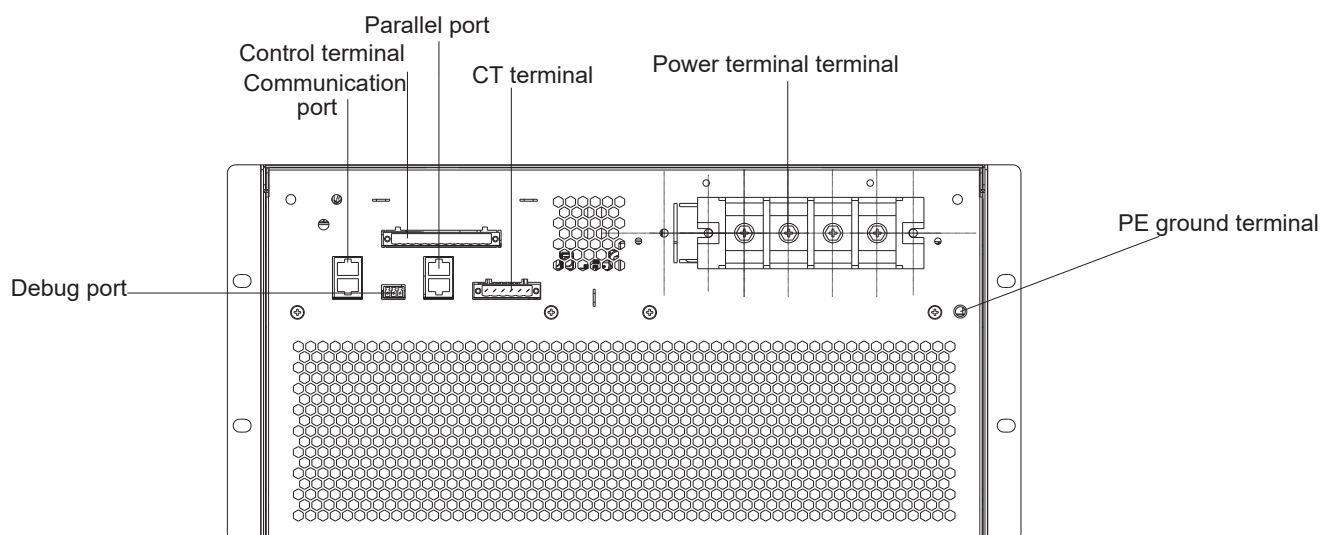 Parallel port
Control terminal
Communication
port
CT terminal
Power terminal terminal
PE ground terminal
Debug port